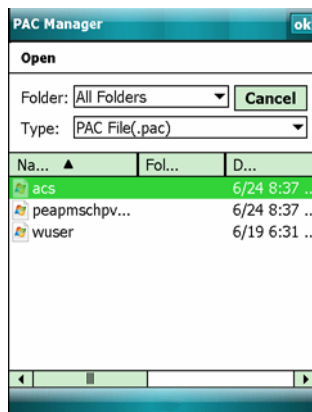 PAC Manager ok
Open
Folder: All Folders Cancel
Type: PAC File(.pac)
Na... Fol... D...
acs 6/24 8:37 ..
peapmschpv... 6/24 8:37 ..
wuser 6/19 6:31 ..